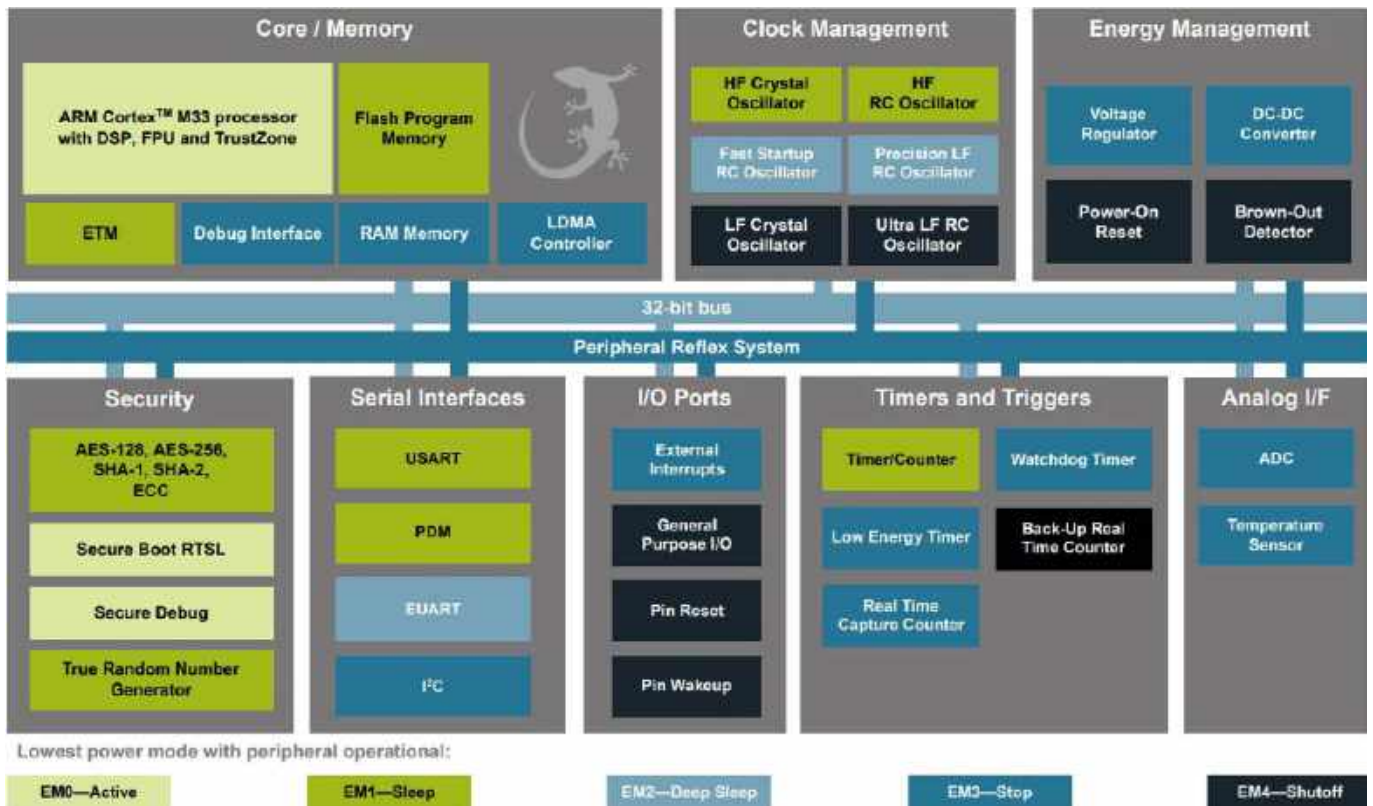 Core / Memory
ARM Cortex™ M33 processor
with DSP, FPU and TrustZone
Flash Program
Memory
ETM
Debug Interface
RAM Memory
LDMA
Controller
Clock Management
HF Crystal
Oscillator
HF
RC Oscillator
Fast Startup
RC Oscillator
Precision LF
RC Oscillator
LF Crystal
Oscillator
Ultra LF RC
Oscillator
Energy Management
Voltage
Regulator
DC-DC
Converter
Power-On
Reset
Brown-Out
Detector
32-bit bus
Peripheral Reflex System
Security
AES-128, AES-256,
SHA-1, SHA-2,
ECC
Secure Boot RTSL
Secure Debug
True Random Number
Generator
Serial Interfaces
USART
PDM
EUART
I²C
I/O Ports
External
Interrupts
General
Purpose I/O
Pin Reset
Pin Wakeup
Timers and Triggers
Timer/Counter
Watchdog Timer
Low Energy Timer
Back-Up Real
Time Counter
Real Time
Capture Counter
Analog I/F
ADC
Temperature
Sensor
Lowest power mode with peripheral operational:
EM0—Active
EM1—Sleep
EM2—Deep Sleep
EM3—Stop
EM4—Shutoff